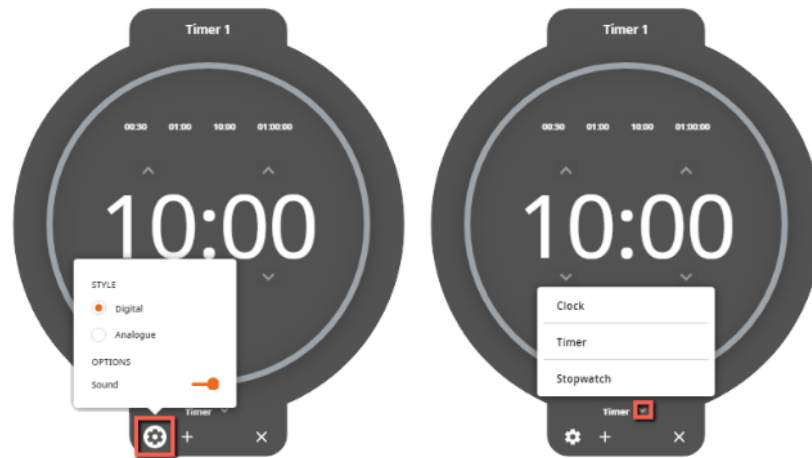 Timer 1
00:30 01:00 10:00 01:00:00
10:00
STYLE
Digital
Analogue
OPTIONS
Sound
Timer
Timer 1
00:30 01:00 10:00 01:00:00
10:00
Clock
Timer
Stopwatch
Timer